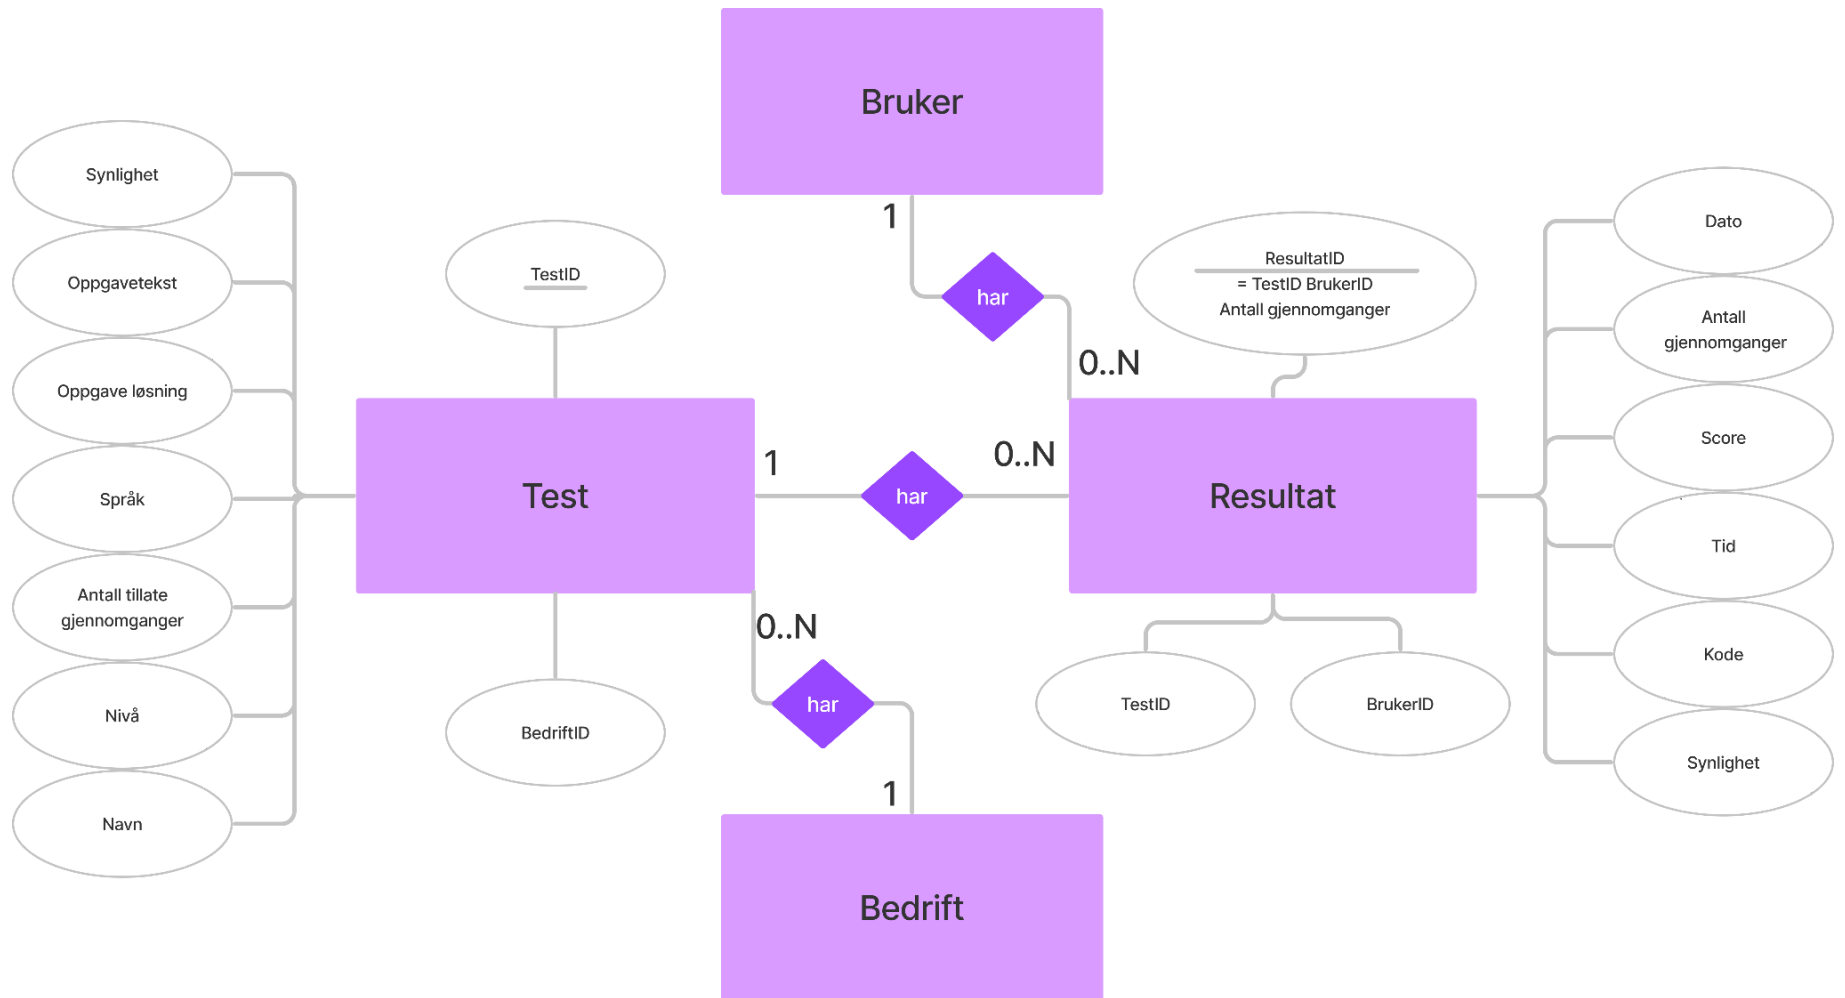 Bruker
Synlighet
1
Dato
Oppgavetekst
TestID
har
ResultatID
= TestID BrukerID
Antall gjennomganger
Antall
gjennomganger
0..N
Oppgave løsning
Score
1
0..N
Språk
Test
har
Resultat
Tid
Antall tillate
gjennomganger
0..N
Kode
Nivå
BedriftID
har
TestID
BrukerID
Synlighet
1
Navn
Bedrift